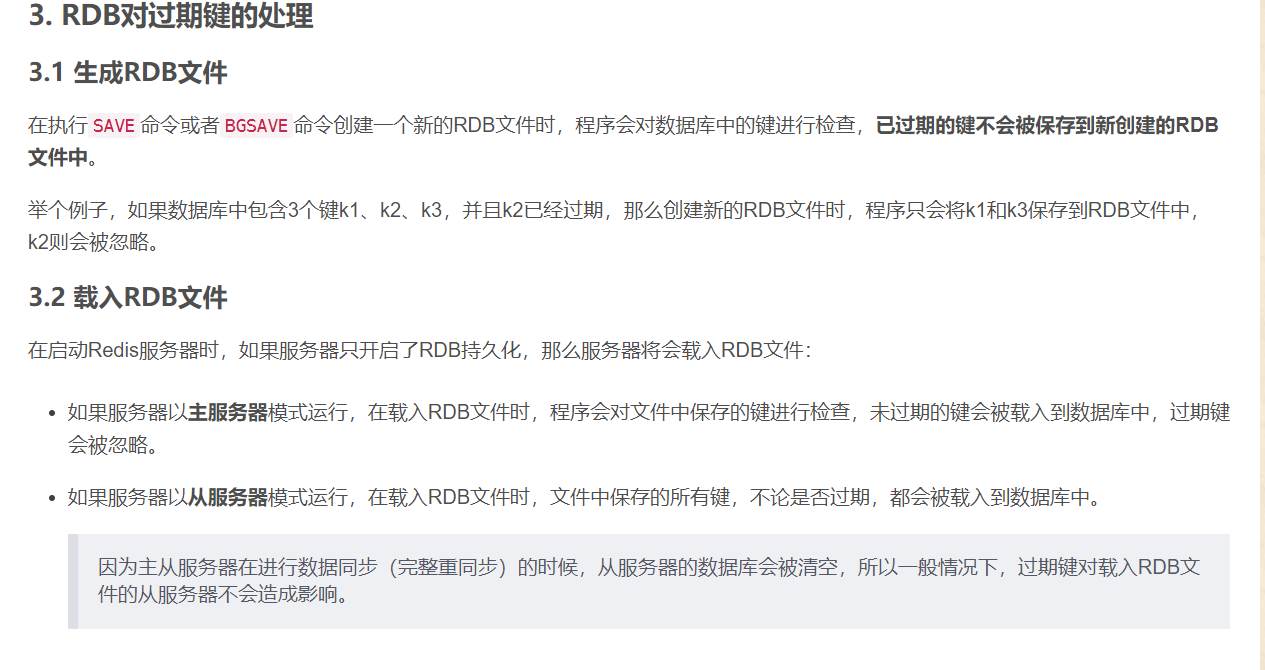 3. RDB对过期键的处理
3.1 生成RDB文件
在执行 SAVE 命令或者 BGSAVE 命令创建一个新的RDB文件时，程序会对数据库中的键进行检查，已过期的键不会被保存到新创建的RDB
文件中。
举个例子，如果数据库中包含3个键k1、k2、k3，并且k2已经过期，那么创建新的RDB文件时，程序只会将k1和k3保存到RDB文件中，
k2则会被忽略。
3.2 载入RDB文件
在启动Redis服务器时，如果服务器只开启了RDB持久化，那么服务器将会载入RDB文件：
• 如果服务器以主服务器模式运行，在载入RDB文件时，程序会对文件中保存的键进行检查，未过期的键会被载入到数据库中，过期键
会被忽略。
• 如果服务器以从服务器模式运行，在载入RDB文件时，文件中保存的所有键，不论是否过期，都会被载入到数据库中。
因为主从服务器在进行数据同步（完整重同步）的时候，从服务器的数据库会被清空，所以一般情况下，过期键对载入RDB文
件的从服务器不会造成影响。